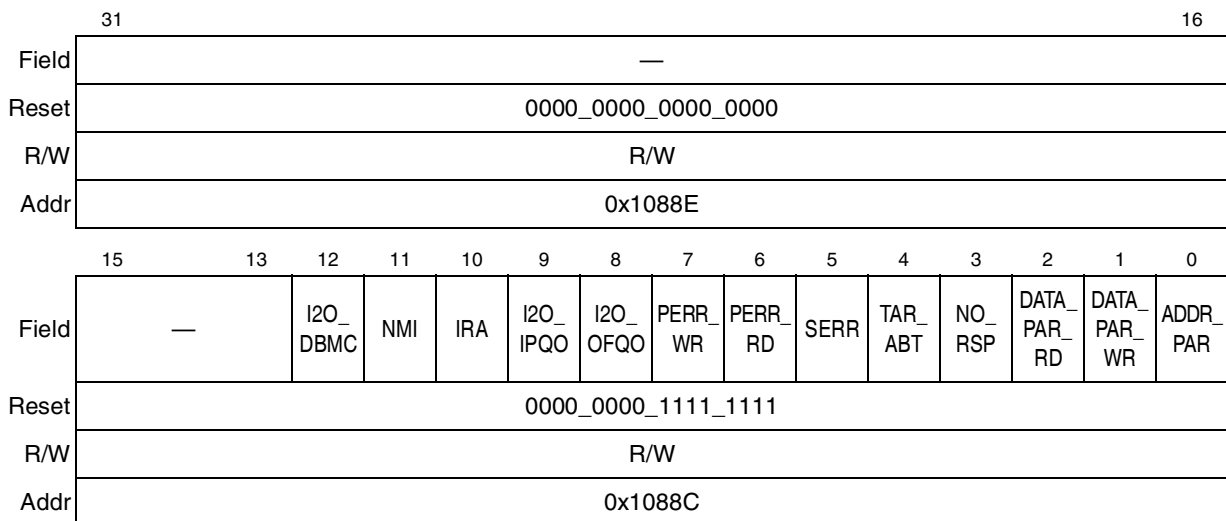 31 16
Field —
Reset 0000_0000_0000_0000
R/W R/W
Addr 0x1088E
15 13 12 11 10 9 8 7 6 5 4 3 2 1 0
Field — I2O_ DBMC NMI IRA I2O_ IPQO I2O_ OFQO PERR_ WR PERR_ RD SERR TAR_ ABT NO_ RSP DATA_ PAR_ RD DATA_ PAR_ WR ADDR_ PAR
Reset 0000_0000_1111_1111
R/W R/W
Addr 0x1088C